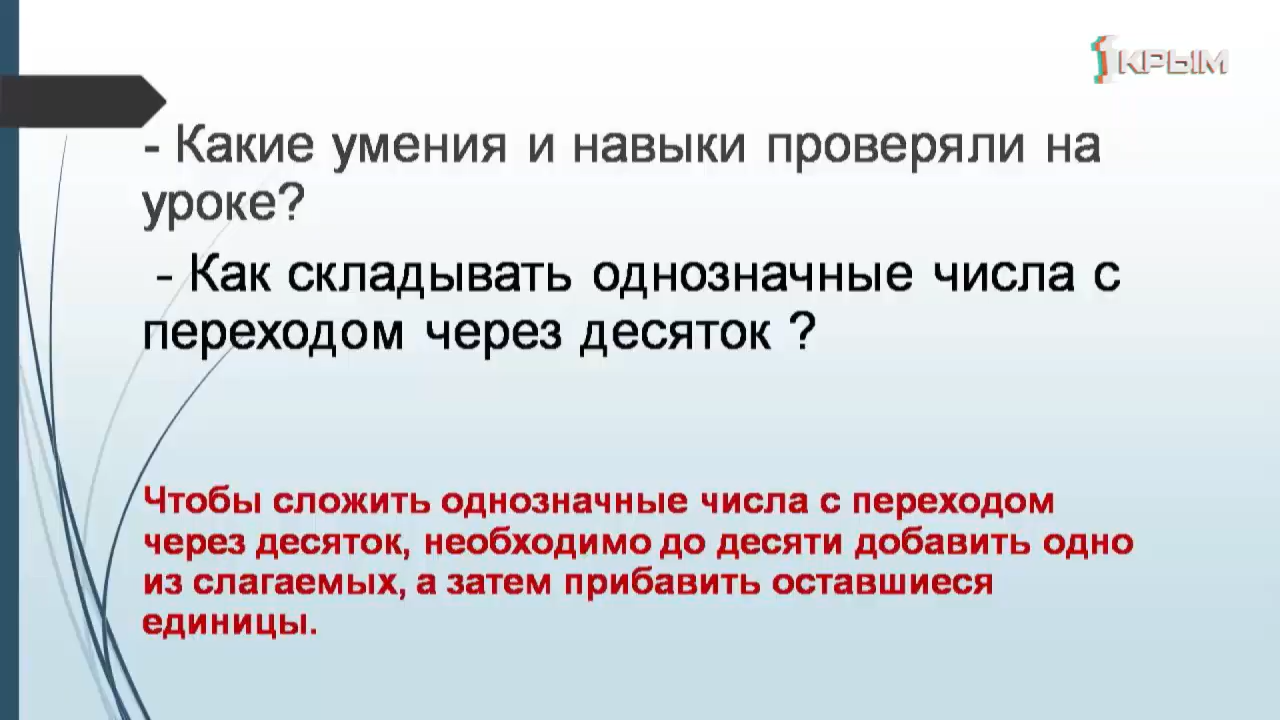 1КРЫМ
- Какие умения и навыки проверяли на
уроке?
- Как складывать однозначные числа с
переходом через десяток ?
Чтобы сложить однозначные числа с переходом
через десяток, необходимо до десяти добавить одно
из слагаемых, а затем прибавить оставшиеся
единицы.